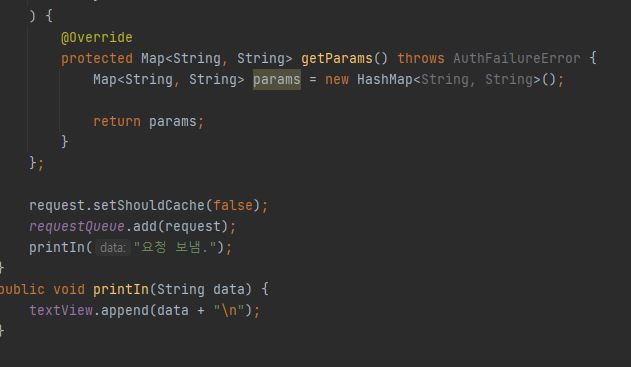 ) {
@Override
protected Map<String, String> getParams() throws AuthFailureError {
Map<String, String> params = new HashMap<String, String>();
return params;
}
};
request.setShouldCache(false);
requestQueue.add(request);
printIn( data: "요청 보냄.");
}
public void printIn(String data) {
textView.append(data + "\n");
}